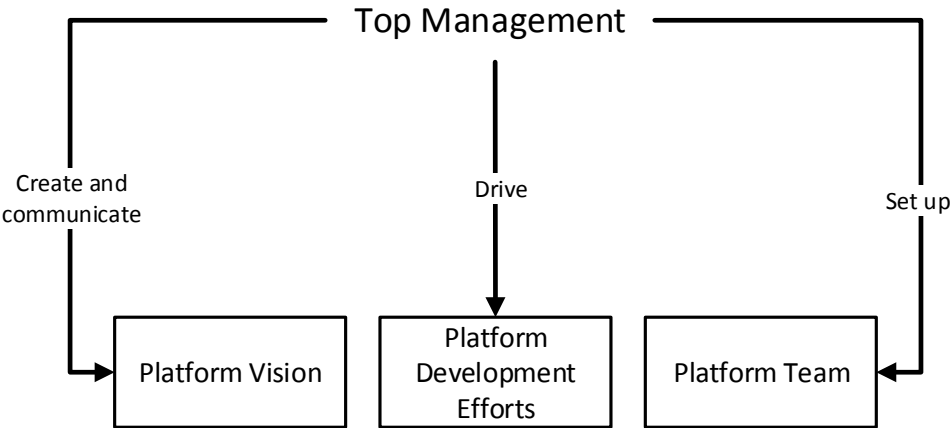 Top Management
Create and
communicate
Drive
Set up
Platform Vision
Platform
Development
Efforts
Platform Team